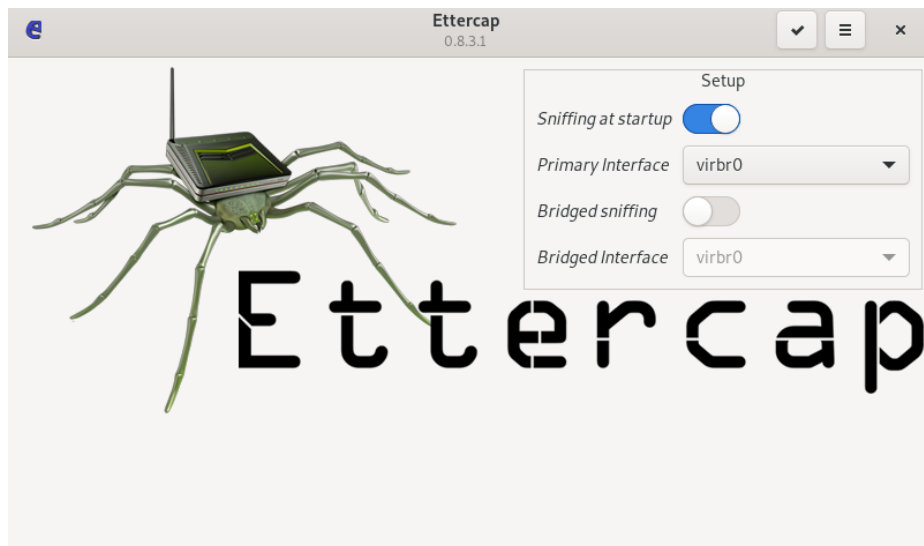 Ettercap
0.8.3.1
Setup
Sniffing at startup
Primary Interface virbr0
Bridged sniffing
Bridged Interface virbr0
Ettercap